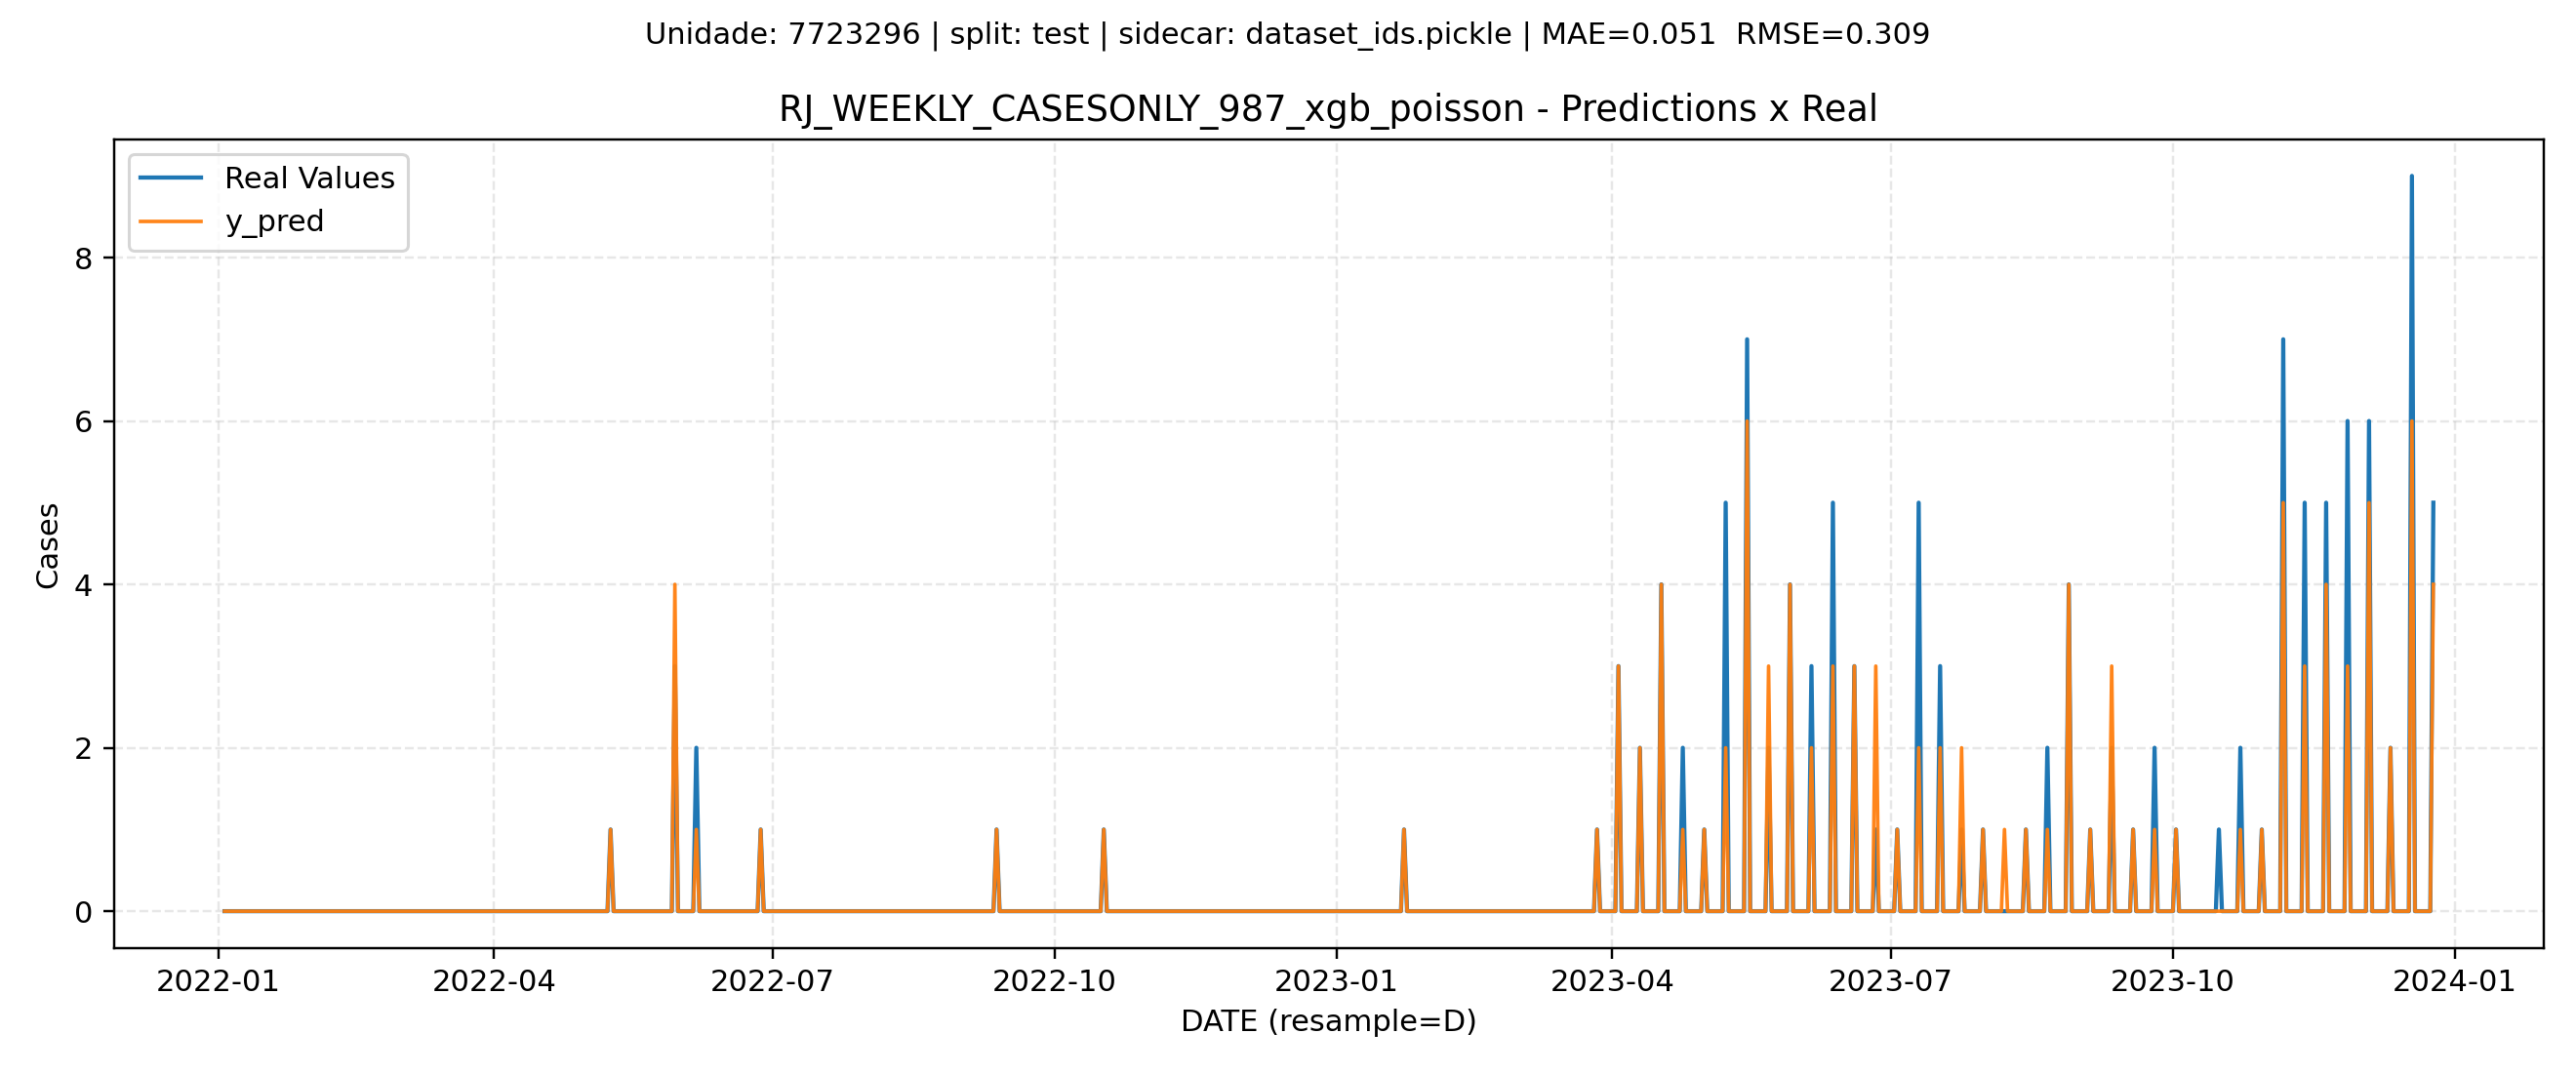 Unidade: 7723296 | split: test | sidecar: dataset_ids.pickle | MAE=0.051  RMSE=0.309
RJ_WEEKLY_CASESONLY_987_xgb_poisson - Predictions x Real
Real Values
y_pred
8
6
4
2
0
Cases
2022-01
2022-04
2022-07
2022-10
2023-01
2023-04
2023-07
2023-10
2024-01
DATE (resample=D)